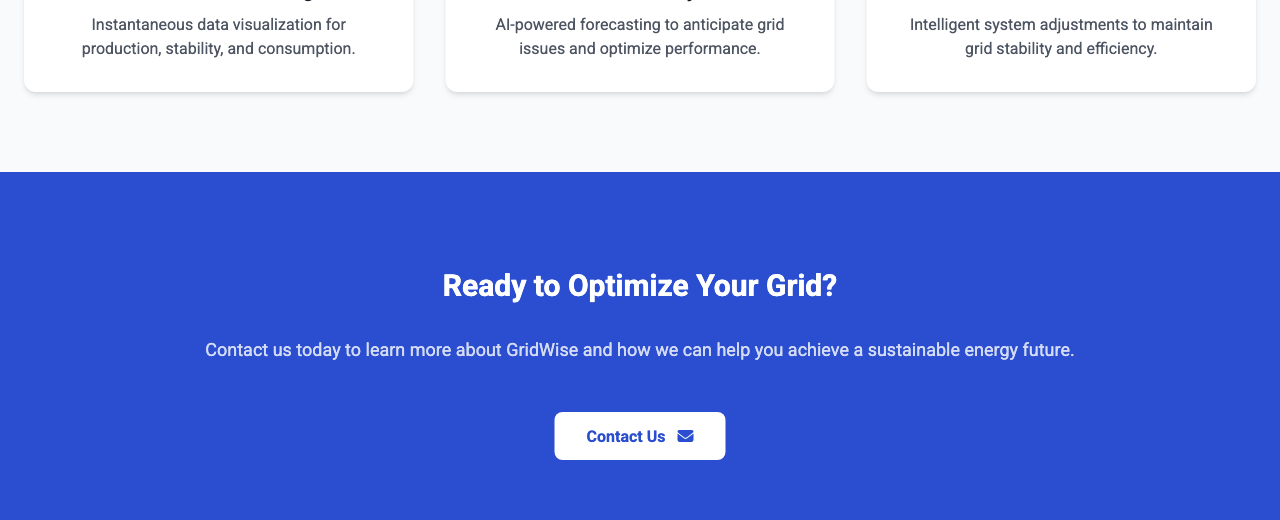 Instantaneous data visualization for
production, stability, and consumption.
AI-powered forecasting to anticipate grid
issues and optimize performance.
Intelligent system adjustments to maintain
grid stability and efficiency.
Ready to Optimize Your Grid?
Contact us today to learn more about GridWise and how we can help you achieve a sustainable energy future.
Contact Us